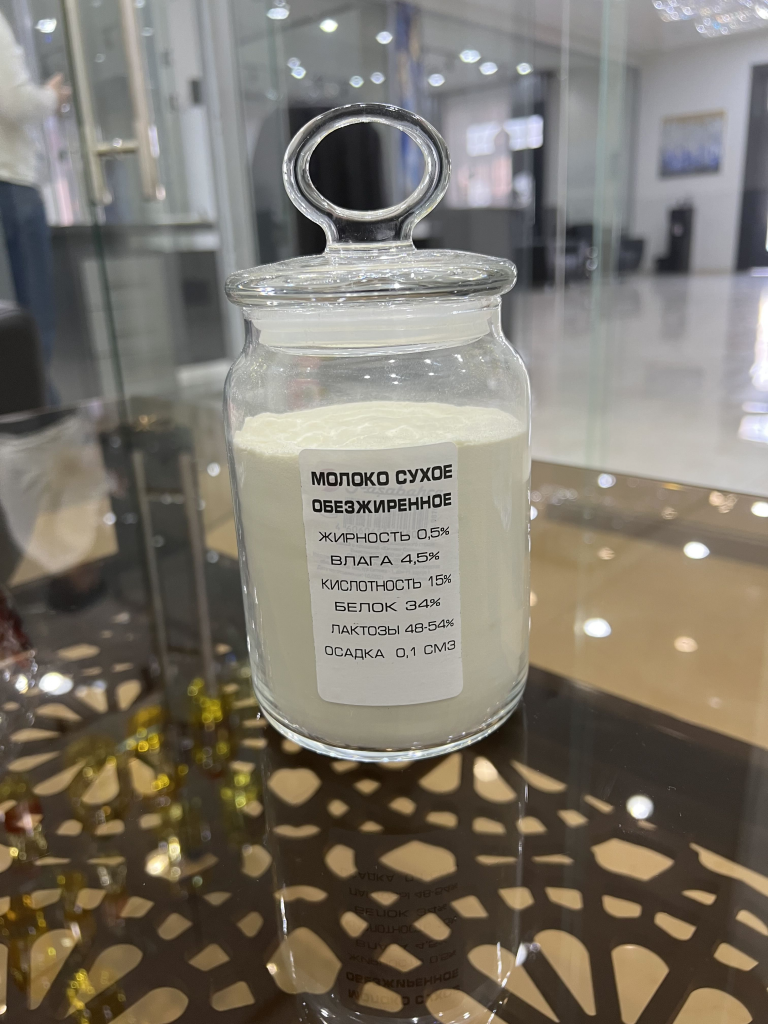 МОЛОКО СУХОЕ
ОБЕЗЖИРЕННОЕ
ЖИРНОСТЬ 0,5%
ВЛАГА 4,5%
КИСЛОТНОСТЬ 15%
БЕЛОК 34%
ЛАКТОЗЫ 48-54%
ОСАДКА 0,1 СМ3